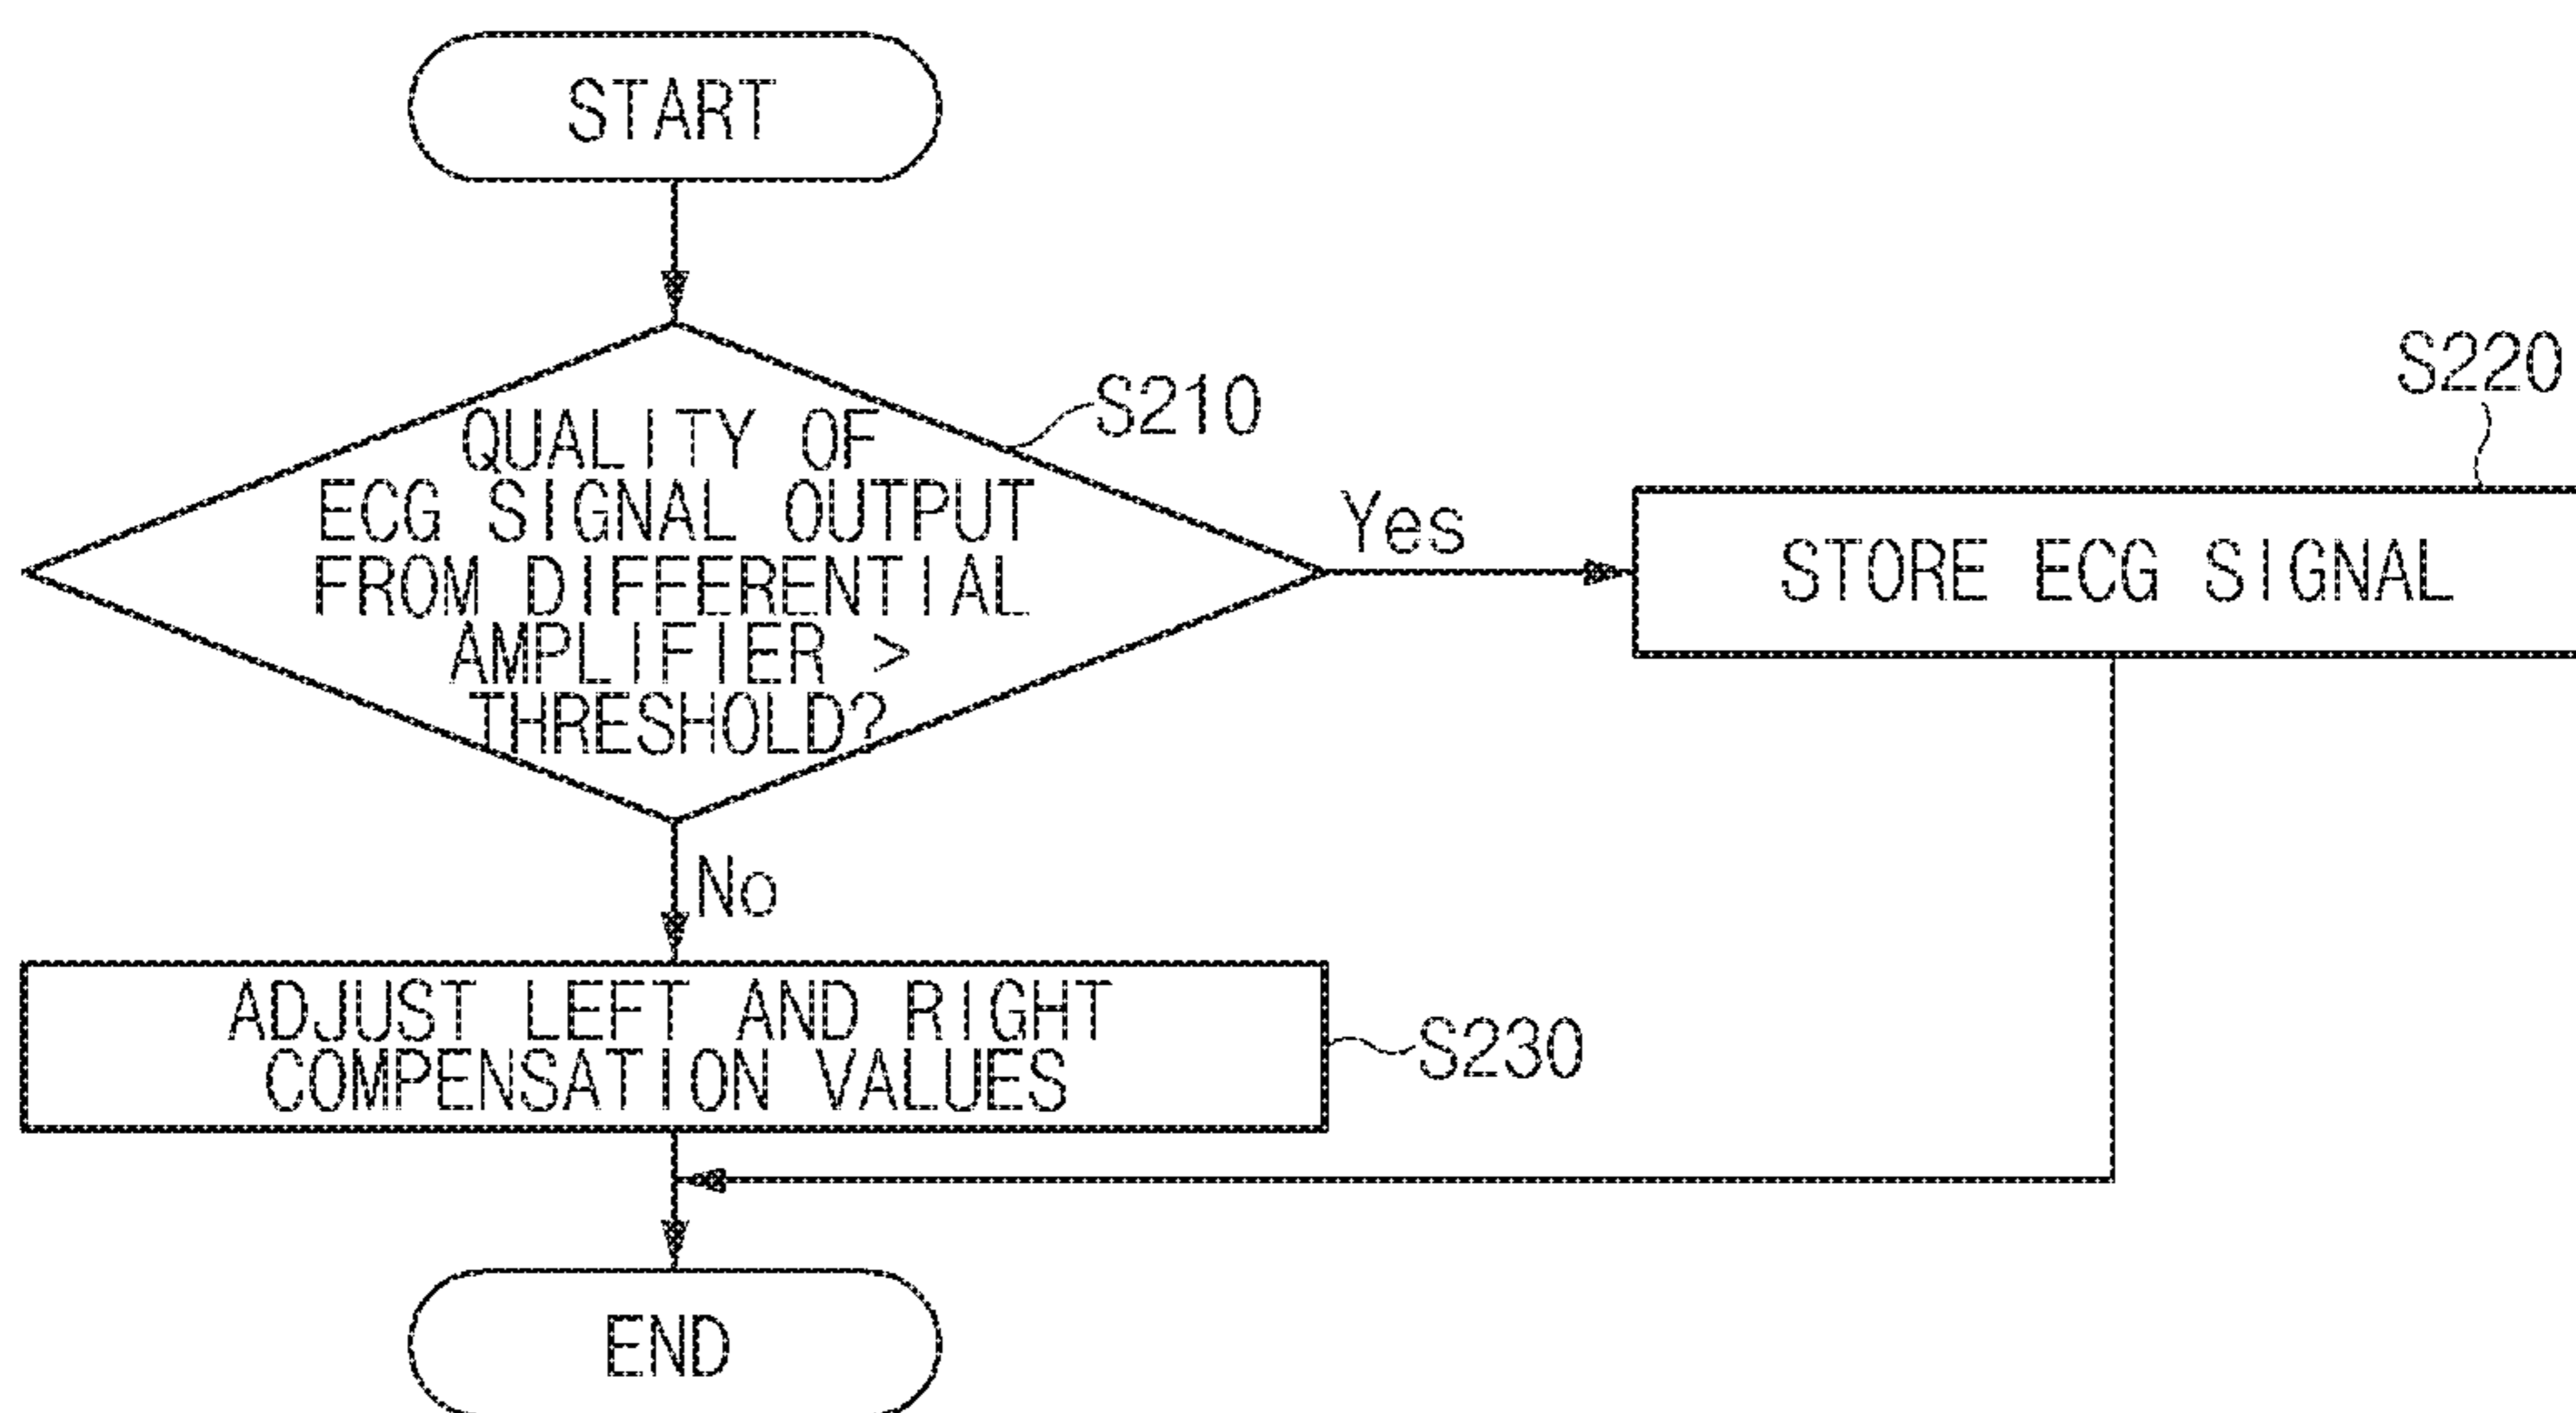 START
S210
QUALITY OF
ECG SIGNAL OUTPUT
FROM DIFFERENTIAL
AMPLIFIER >
THRESHOLD?
Yes
S220
STORE ECG SIGNAL
No
ADJUST LEFT AND RIGHT
COMPENSATION VALUES
S230
END